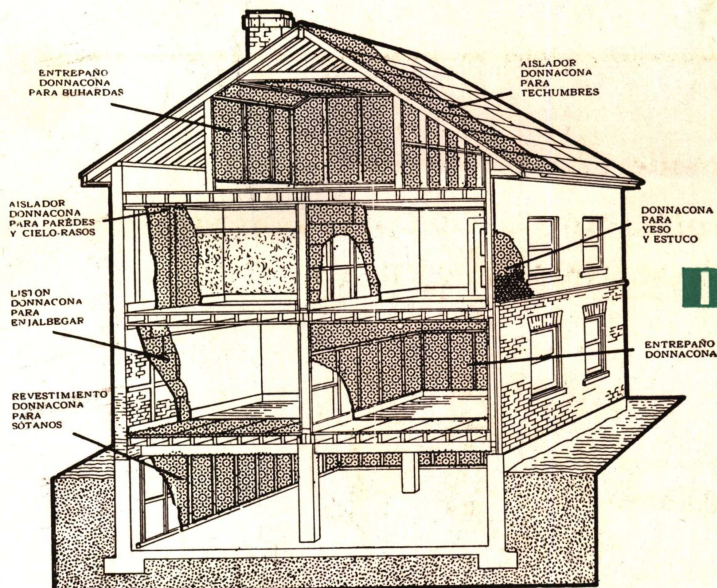 ENTREPAÑO
DONNACONA
PARA BUHARDAS
AISLADOR
DONNACONA
PARA
TECHUMBRES
AISLADOR
DONNACONA
PARA PARÊDES
Y CIELO-RASOS
DONNACONA
PARA
YESO
Y ESTUCO
LISTON
DONNACONA
PARA
ENJALBEGAR
ENTREPAÑO
DONNACONA
REVESTIMIENTO
DONNACONA
PARA
SÓTANOS